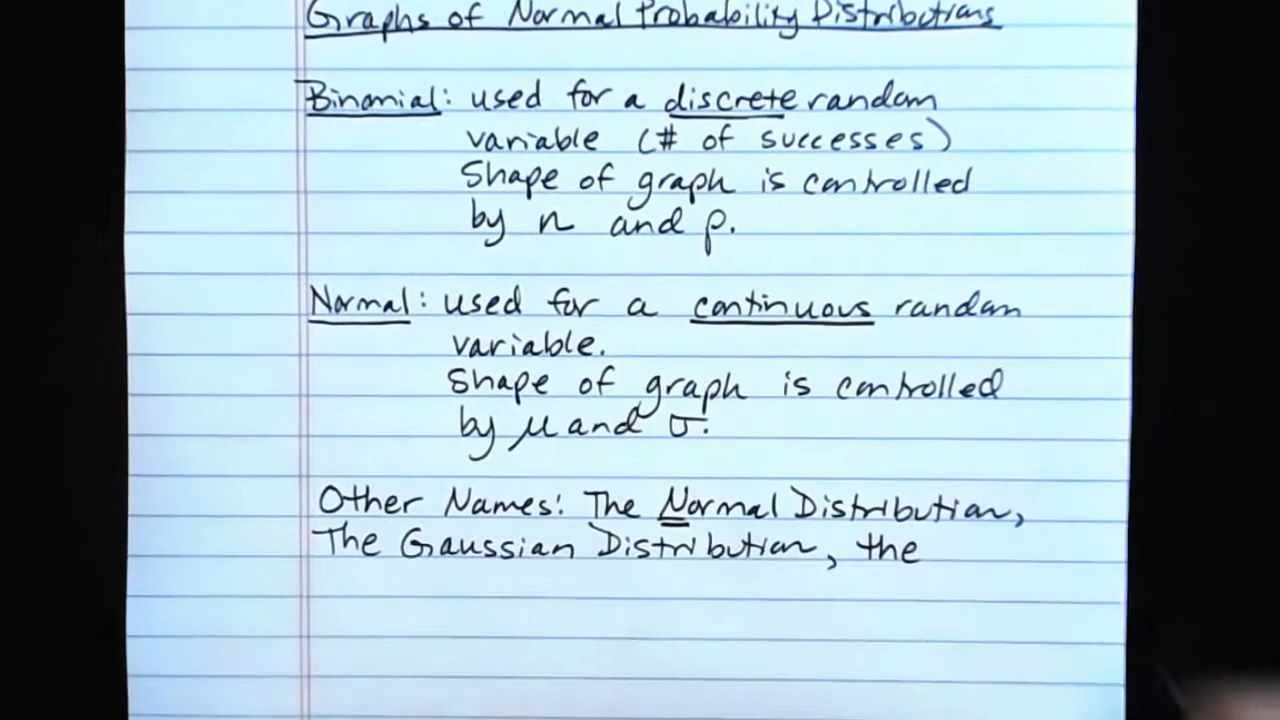 Graphs of Normal Probability Distributions
Binomial: used for a discrete random
variable (# of successes)
Shape of graph is controlled
by n and p.
Normal: used for a continuous random
variable.
Shape of graph is controlled
by μ and σ.
Other Names: The Normal Distribution,
The Gaussian Distribution, the